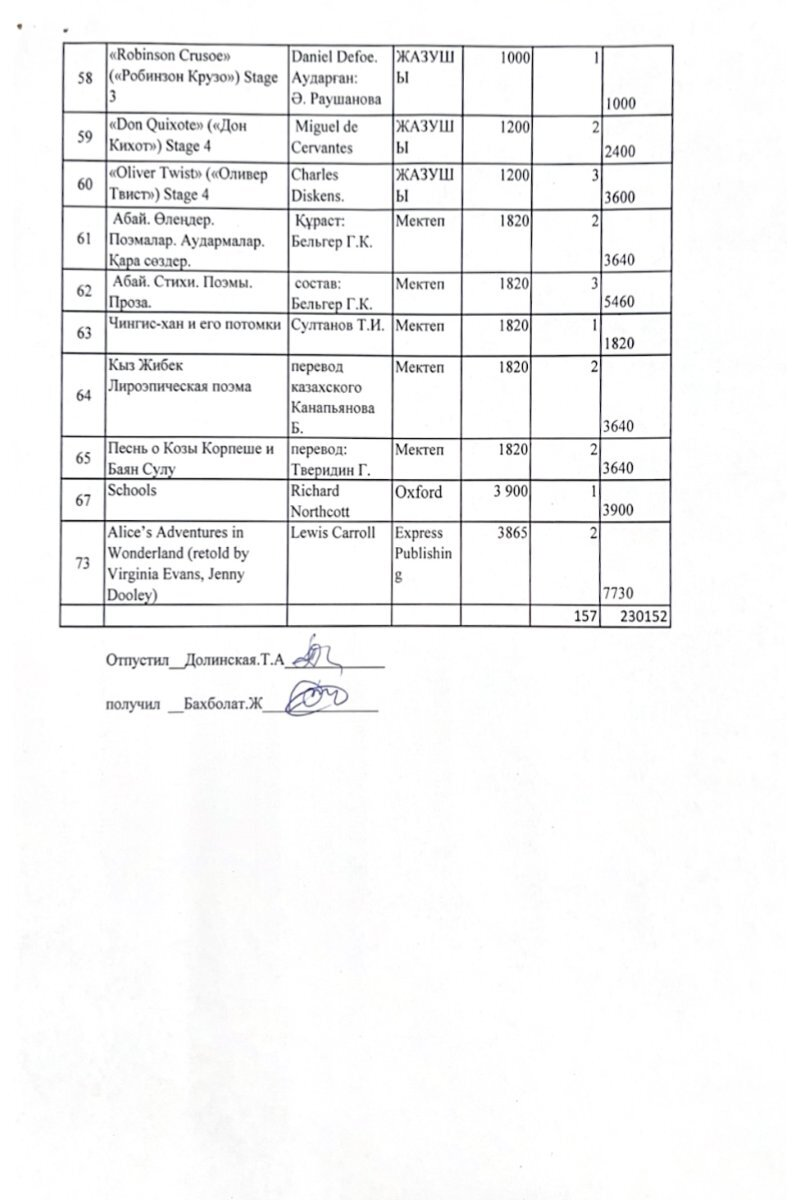 58 «Robinson Crusoe» («Робинзон Крузо») Stage 3 Daniel Defoe. Аударған: Ә. Раушанова ЖАЗУШЫ 1000 1 1000
59 «Don Quixote» («Дон Кихот») Stage 4 Miguel de Cervantes ЖАЗУШЫ 1200 2 2400
60 «Oliver Twist» («Оливер Твист») Stage 4 Charles Diskens. ЖАЗУШЫ 1200 3 3600
61 Абай. Өлеңдер. Поэмалар. Аудармалар. Қара сөздер. Құраст: Бельгер Г.К. Мектеп 1820 2 3640
62 Абай. Стихи. Поэмы. Проза. состав: Бельгер Г.К. Мектеп 1820 3 5460
63 Чингис-хан и его потомки Султанов Т.И. Мектеп 1820 1 1820
64 Кыз Жибек Лироэпическая поэма перевод казахского Канапьянова Б. Мектеп 1820 2 3640
65 Песнь о Козы Корпеше и Баян Сулу перевод: Тверидин Г. Мектеп 1820 2 3640
67 Schools Richard Northcott Oxford 3 900 1 3900
73 Alice's Adventures in Wonderland (retold by Virginia Evans, Jenny Dooley) Lewis Carroll Express Publishing 3865 2 7730
157 230152
Отпустил__Долинская.Т.А
получил __Бахболат.Ж